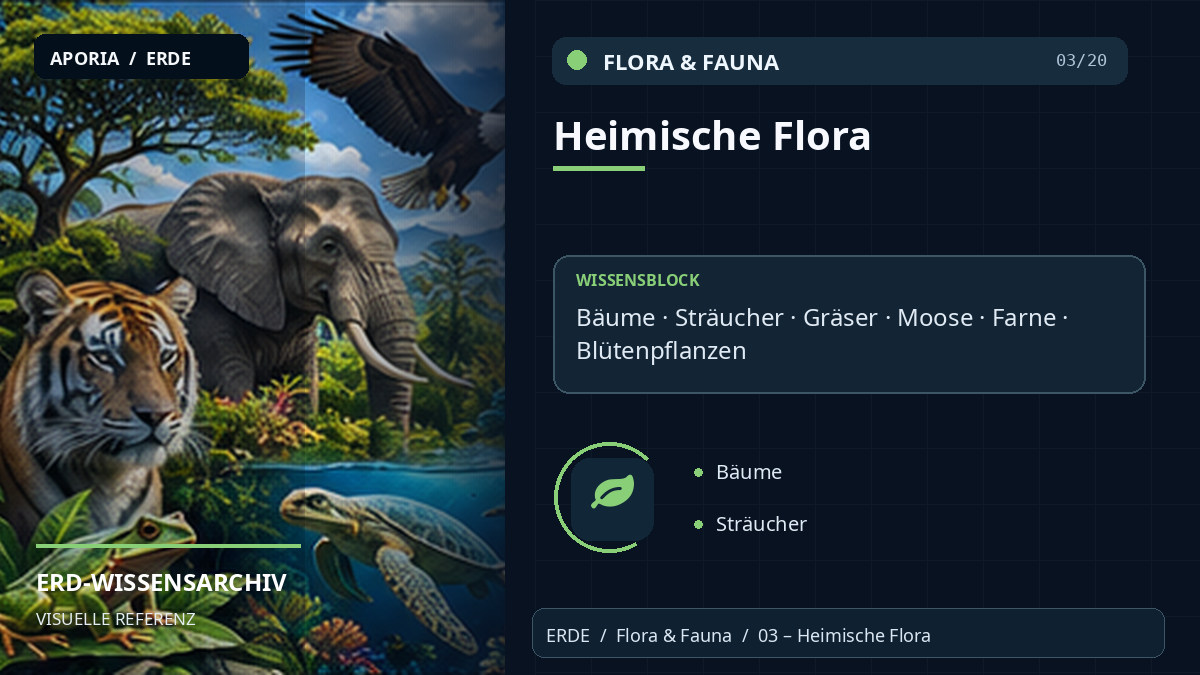 APORIA / ERDE
ERD-WISSENSARCHIV
VISUELLE REFERENZ
FLORA & FAUNA
03/20
Heimische Flora
WISSENSBLOCK
Bäume · Sträucher · Gräser · Moose · Farne ·
Blütenpflanzen
Bäume
Sträucher
ERDE / Flora & Fauna / 03 – Heimische Flora